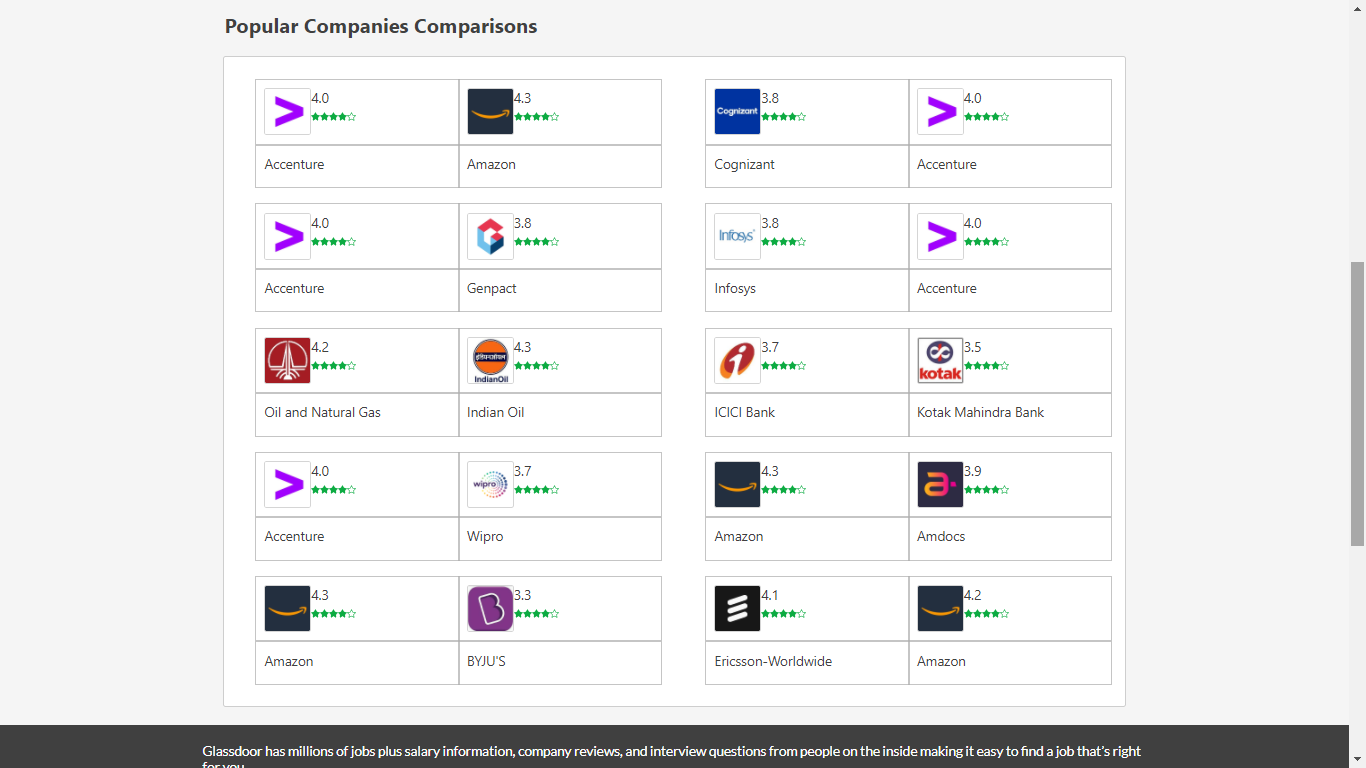 Popular Companies Comparisons
4.0
Accenture
4.3
Amazon
Cognizant
3.8
Cognizant
4.0
Accenture
4.0
Accenture
3.8
Genpact
Infosys
3.8
Infosys
4.0
Accenture
4.2
Oil and Natural Gas
इंडियनऑयल
IndianOil
4.3
Indian Oil
3.7
ICICI Bank
kotak
3.5
Kotak Mahindra Bank
4.0
Accenture
wipro
3.7
Wipro
4.3
Amazon
a
3.9
Amdocs
4.3
Amazon
B
3.3
BYJU'S
4.1
Ericsson-Worldwide
4.2
Amazon
Glassdoor has millions of jobs plus salary information, company reviews, and interview questions from people on the inside making it easy to find a job that's right
for you